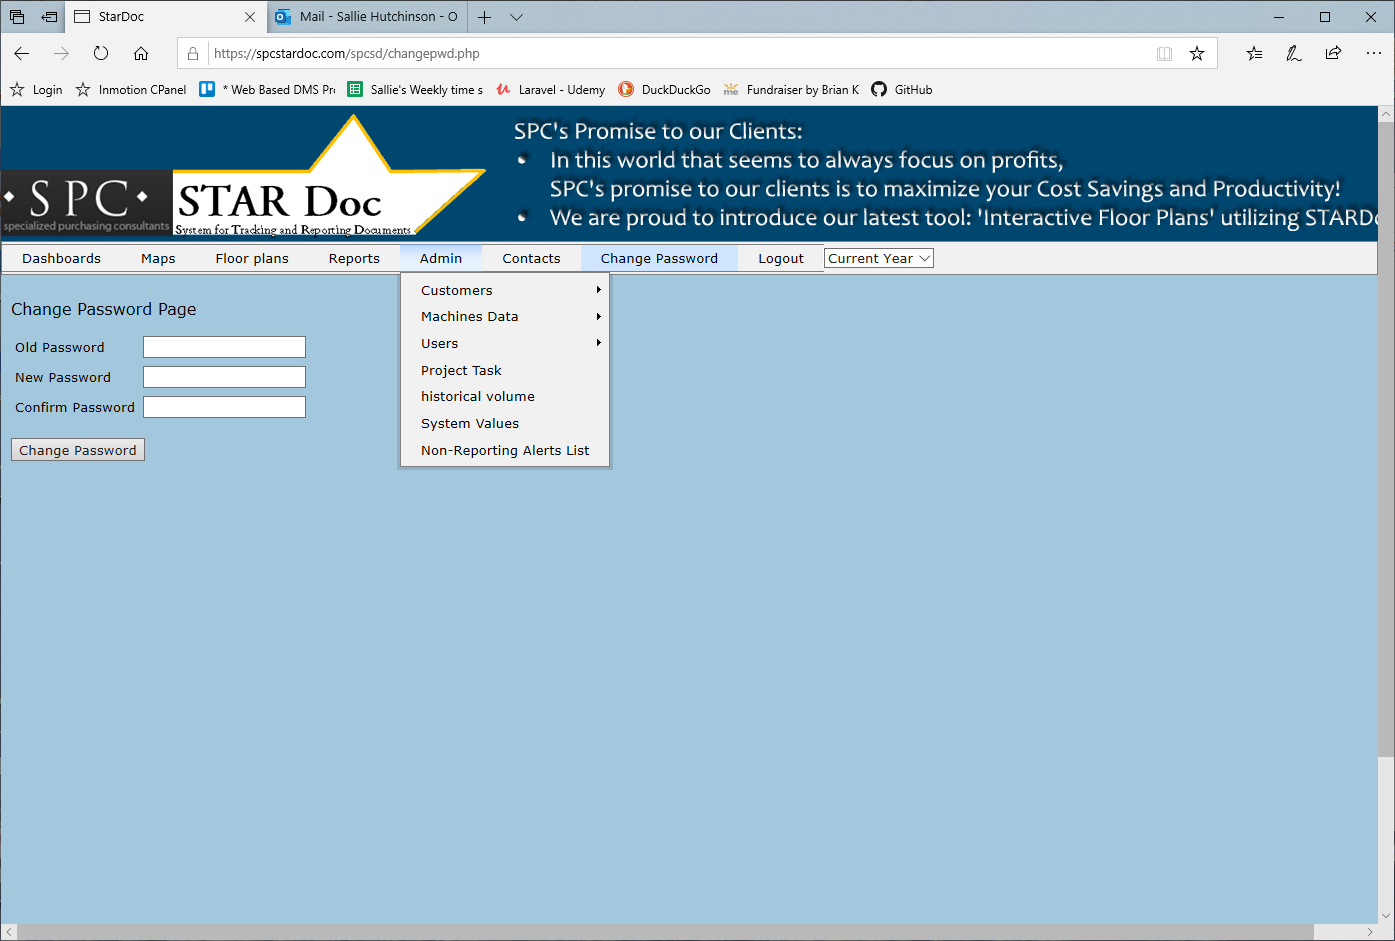 StarDoc
Mail - Sallie Hutchinson - O
https://spcstardoc.com/spcsd/changepwd.php
Login
Inmotion CPanel
* Web Based DMS Pr
Sallie's Weekly time s
Laravel - Udemy
DuckDuckGo
me
Fundraiser by Brian K
GitHub
SPC
specialized purchasing consultants
STAR Doc
System for Tracking and Reporting Documents
SPC's Promise to our Clients:
• In this world that seems to always focus on profits,
SPC's promise to our clients is to maximize your Cost Savings and Productivity!
• We are proud to introduce our latest tool: 'Interactive Floor Plans' utilizing STARDo
Dashboards
Maps
Floor plans
Reports
Admin
Contacts
Change Password
Logout
Current Year
Customers
Machines Data
Users
Project Task
historical volume
System Values
Non-Reporting Alerts List
Change Password Page
Old Password
New Password
Confirm Password
Change Password